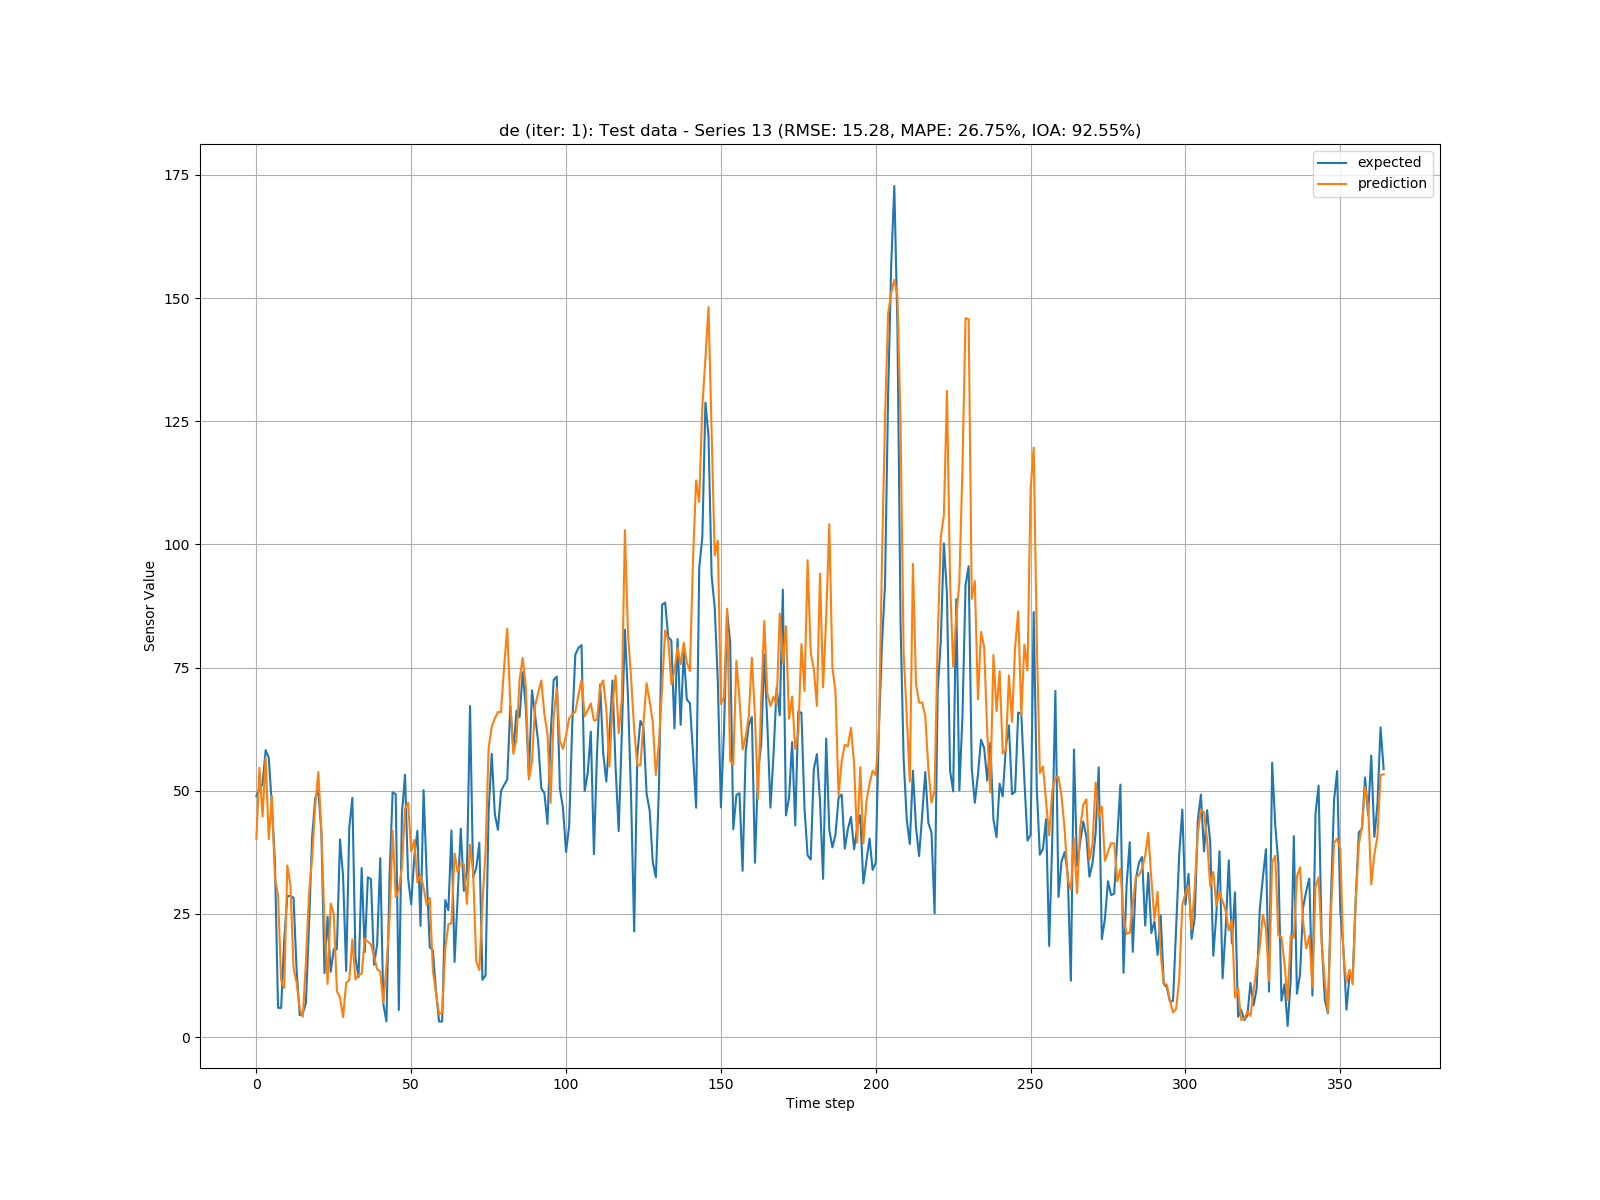 de (iter: 1): Test data - Series 13 (RMSE: 15.28, MAPE: 26.75%, IOA: 92.55%)
expected
prediction
175
150
125
100
75
50
25
0
Sensor Value
0 50 100 150 200 250 300 350
Time step